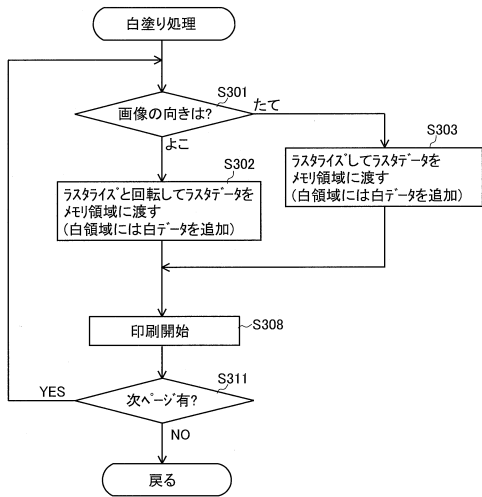 白塗り処理
S301
画像の向きは?
たて
よこ
S302
ﾗｽﾀﾗｲｽﾞと回転してﾗｽﾀﾃﾞｰﾀを
ﾒﾓﾘ領域に渡す
(白領域には白ﾃﾞｰﾀを追加)
S303
ﾗｽﾀﾗｲｽﾞしてﾗｽﾀﾃﾞｰﾀを
ﾒﾓﾘ領域に渡す
(白領域には白ﾃﾞｰﾀを追加)
S308
印刷開始
S311
YES
次ﾍﾟｰｼﾞ有?
NO
戻る